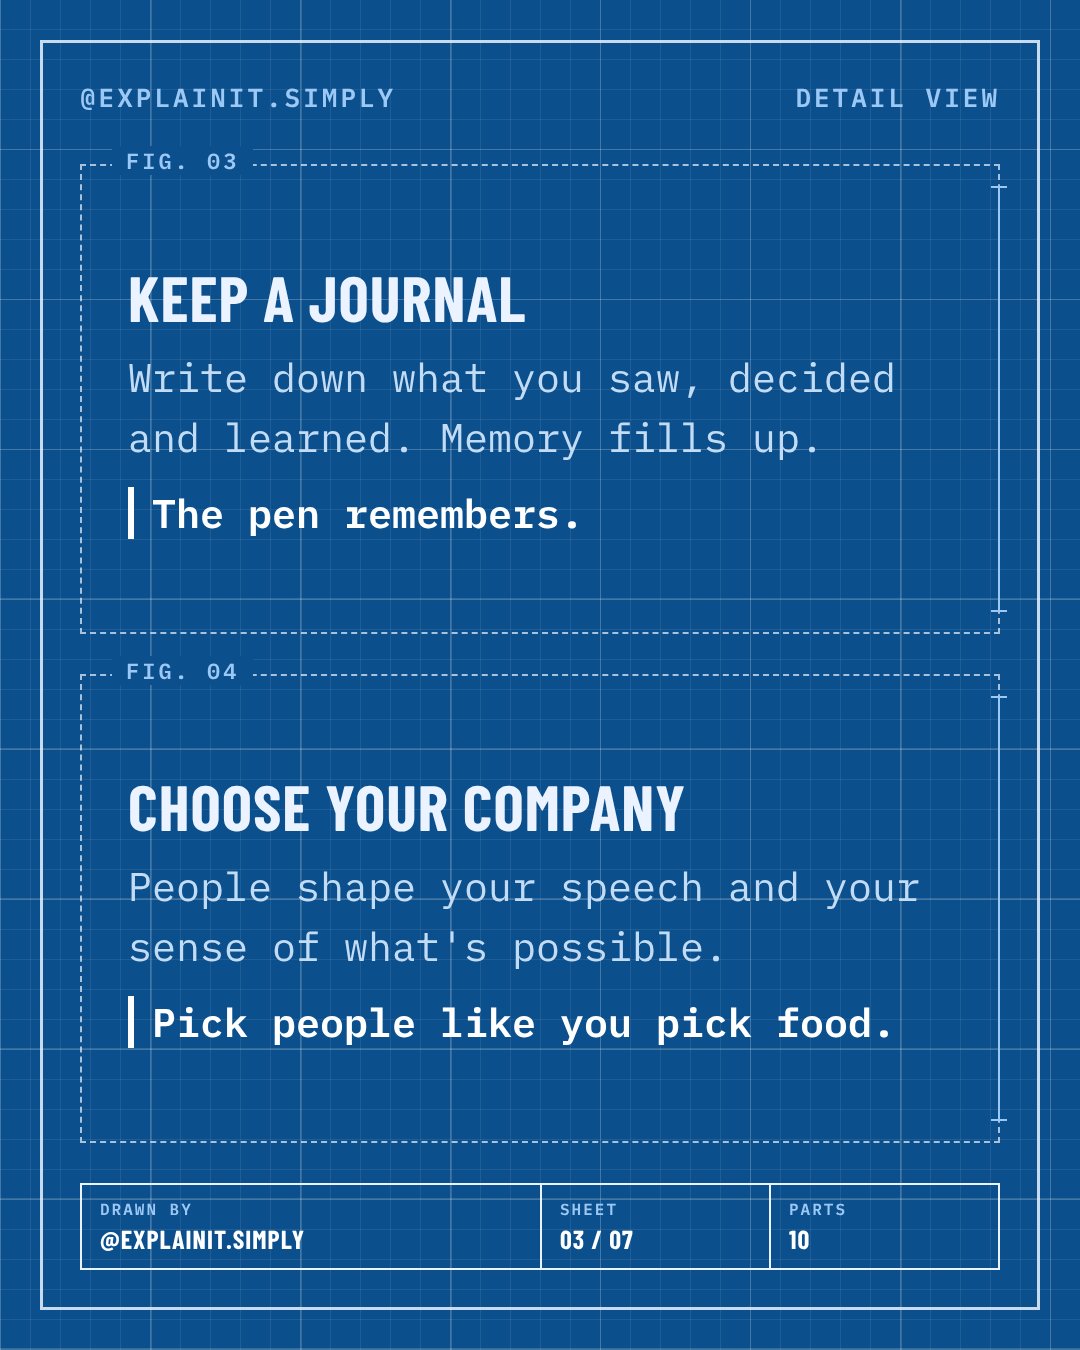 @EXPLAINIT.SIMPLY
DETAIL VIEW
FIG. 03
KEEP A JOURNAL
Write down what you saw, decided
and learned. Memory fills up.
The pen remembers.
FIG. 04
CHOOSE YOUR COMPANY
People shape your speech and your
sense of what's possible.
Pick people like you pick food.
DRAWN BY
@EXPLAINIT.SIMPLY
SHEET
03 / 07
PARTS
10